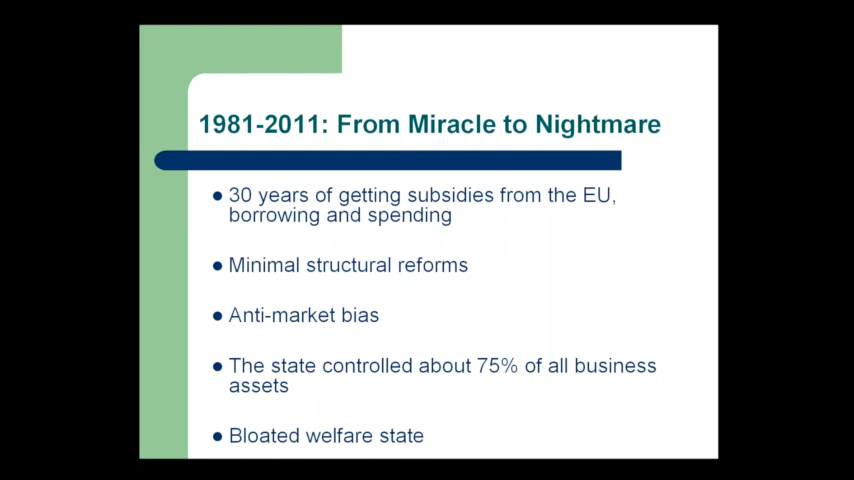 1981-2011: From Miracle to Nightmare
● 30 years of getting subsidies from the EU,
borrowing and spending
● Minimal structural reforms
● Anti-market bias
● The state controlled about 75% of all business
assets
● Bloated welfare state